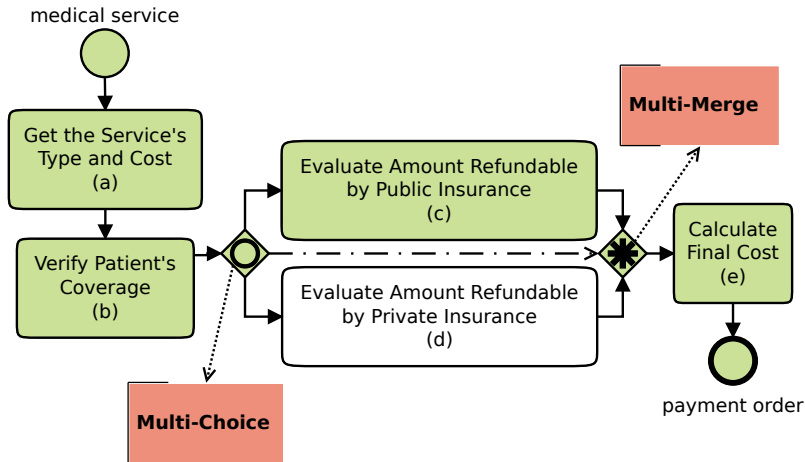 medical service
Get the Service's
Type and Cost
(a)
Verify Patient's
Coverage
(b)
Multi-Choice
Evaluate Amount Refundable
by Public Insurance
(c)
Evaluate Amount Refundable
by Private Insurance
(d)
Multi-Merge
Calculate
Final Cost
(e)
payment order